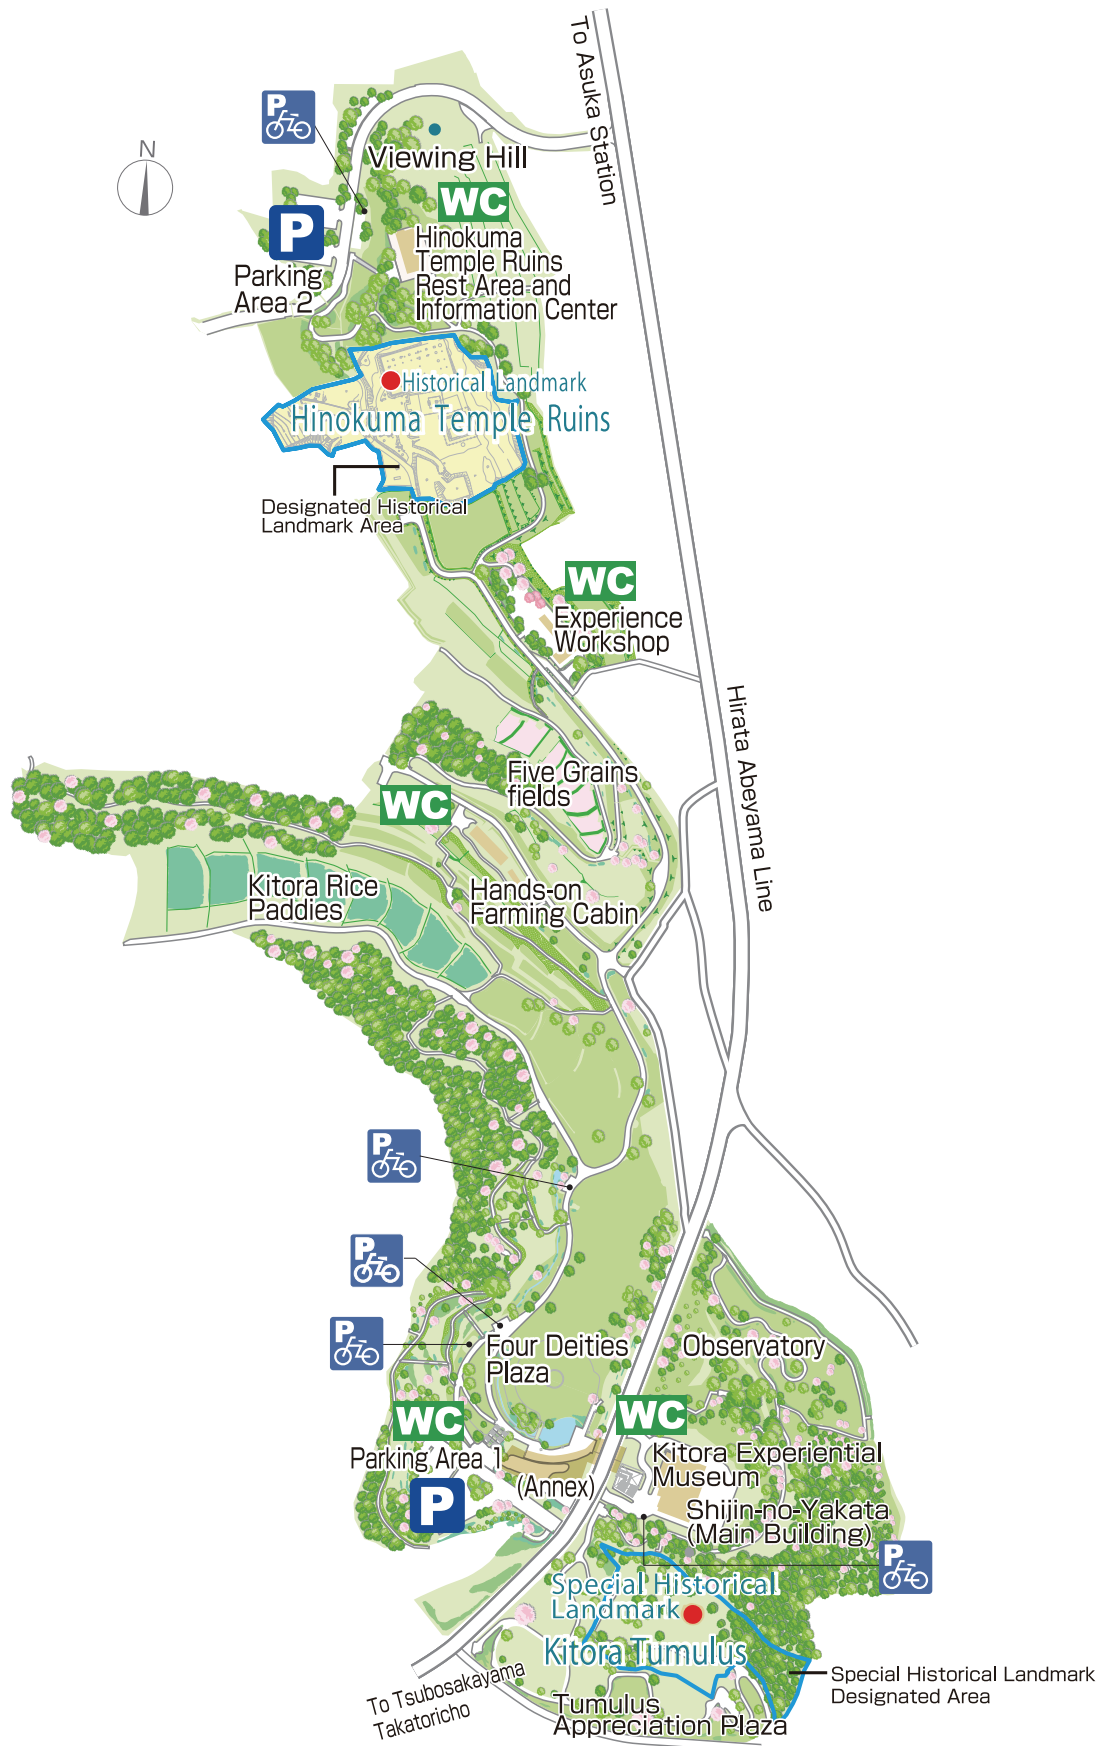 To Asuka Station
P
N
Viewing Hill
WC
P
Hinokuma
Temple Ruins
Rest Area and
Information Center
Parking
Area 2
Historical Landmark
Hinokuma Temple Ruins
Designated Historical
Landmark Area
WC
Experience
Workshop
Hirata Abeyama Line
Five Grains
fields
WC
Kitora Rice
Paddies
Hands-on
Farming Cabin
P
P
P
Four Deities
Plaza
Observatory
WC
WC
Parking Area 1
P
(Annex)
Kitora Experiential
Museum
Shijin-no-Yakata
(Main Building)
P
Special Historical
Landmark
Kitora Tumulus
Special Historical Landmark
Designated Area
To Tsubosakayama
Takatoricho
Tumulus
Appreciation Plaza